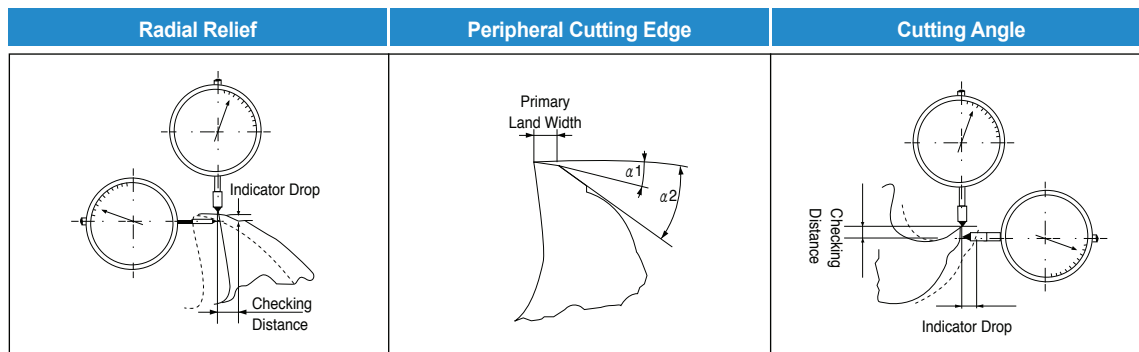 Radial Relief
Peripheral Cutting Edge
Cutting Angle
Indicator Drop
Checking
Distance
Primary
Land Width
α1
α2
Checking
Distance
Indicator Drop